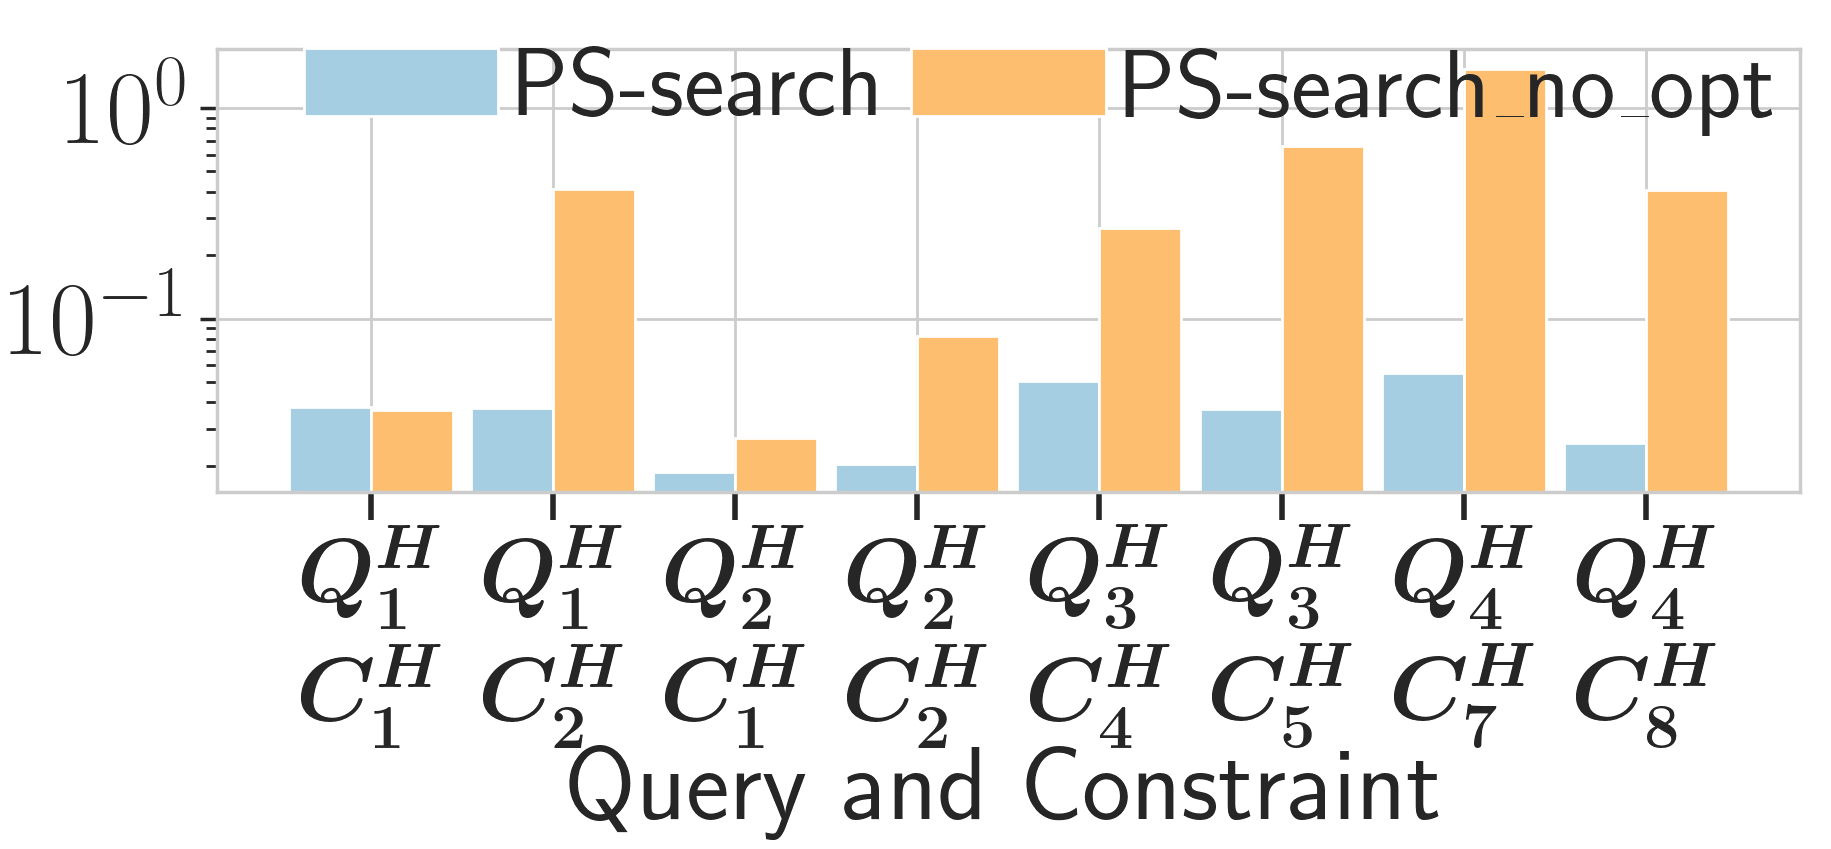 PS-search PS-search_no_opt
10^0
10^{-1}
Q_1^H Q_1^H Q_2^H Q_2^H Q_3^H Q_3^H Q_4^H Q_4^H
C_1^H C_2^H C_1^H C_2^H C_4^H C_5^H C_7^H C_8^H
Query and Constraint